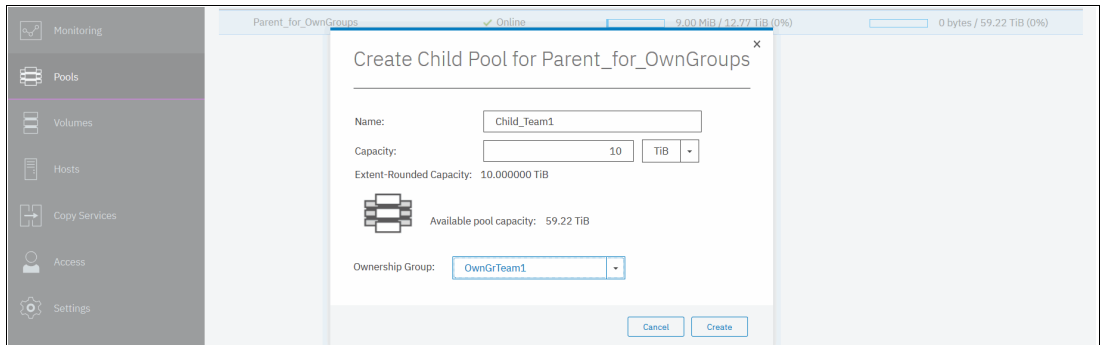 Parent_for_OwnGroups Online 9.00 MiB / 12.77 TiB (0%) 0 bytes / 59.22 TiB (0%)
Monitoring
Pools
Volumes
Hosts
Copy Services
Access
Settings
×
Create Child Pool for Parent_for_OwnGroups
Name: Child_Team1
Capacity: 10 TiB
Extent-Rounded Capacity: 10.000000 TiB
Available pool capacity: 59.22 TiB
Ownership Group: OwnGrTeam1
Cancel Create